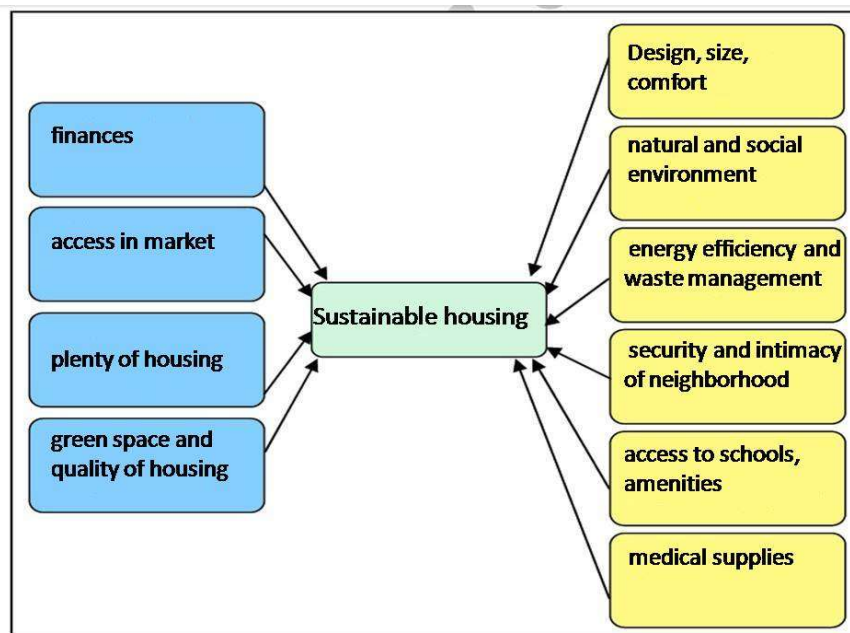 finances
access in market
plenty of housing
green space and
quality of housing
Sustainable housing
Design, size,
comfort
natural and social
environment
energy efficiency and
waste management
security and intimacy
of neighborhood
access to schools,
amenities
medical supplies